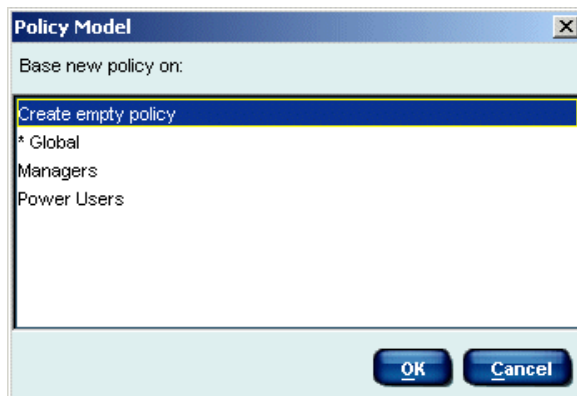 Policy Model
Base new policy on:
Create empty policy
* Global
Managers
Power Users
OK Cancel